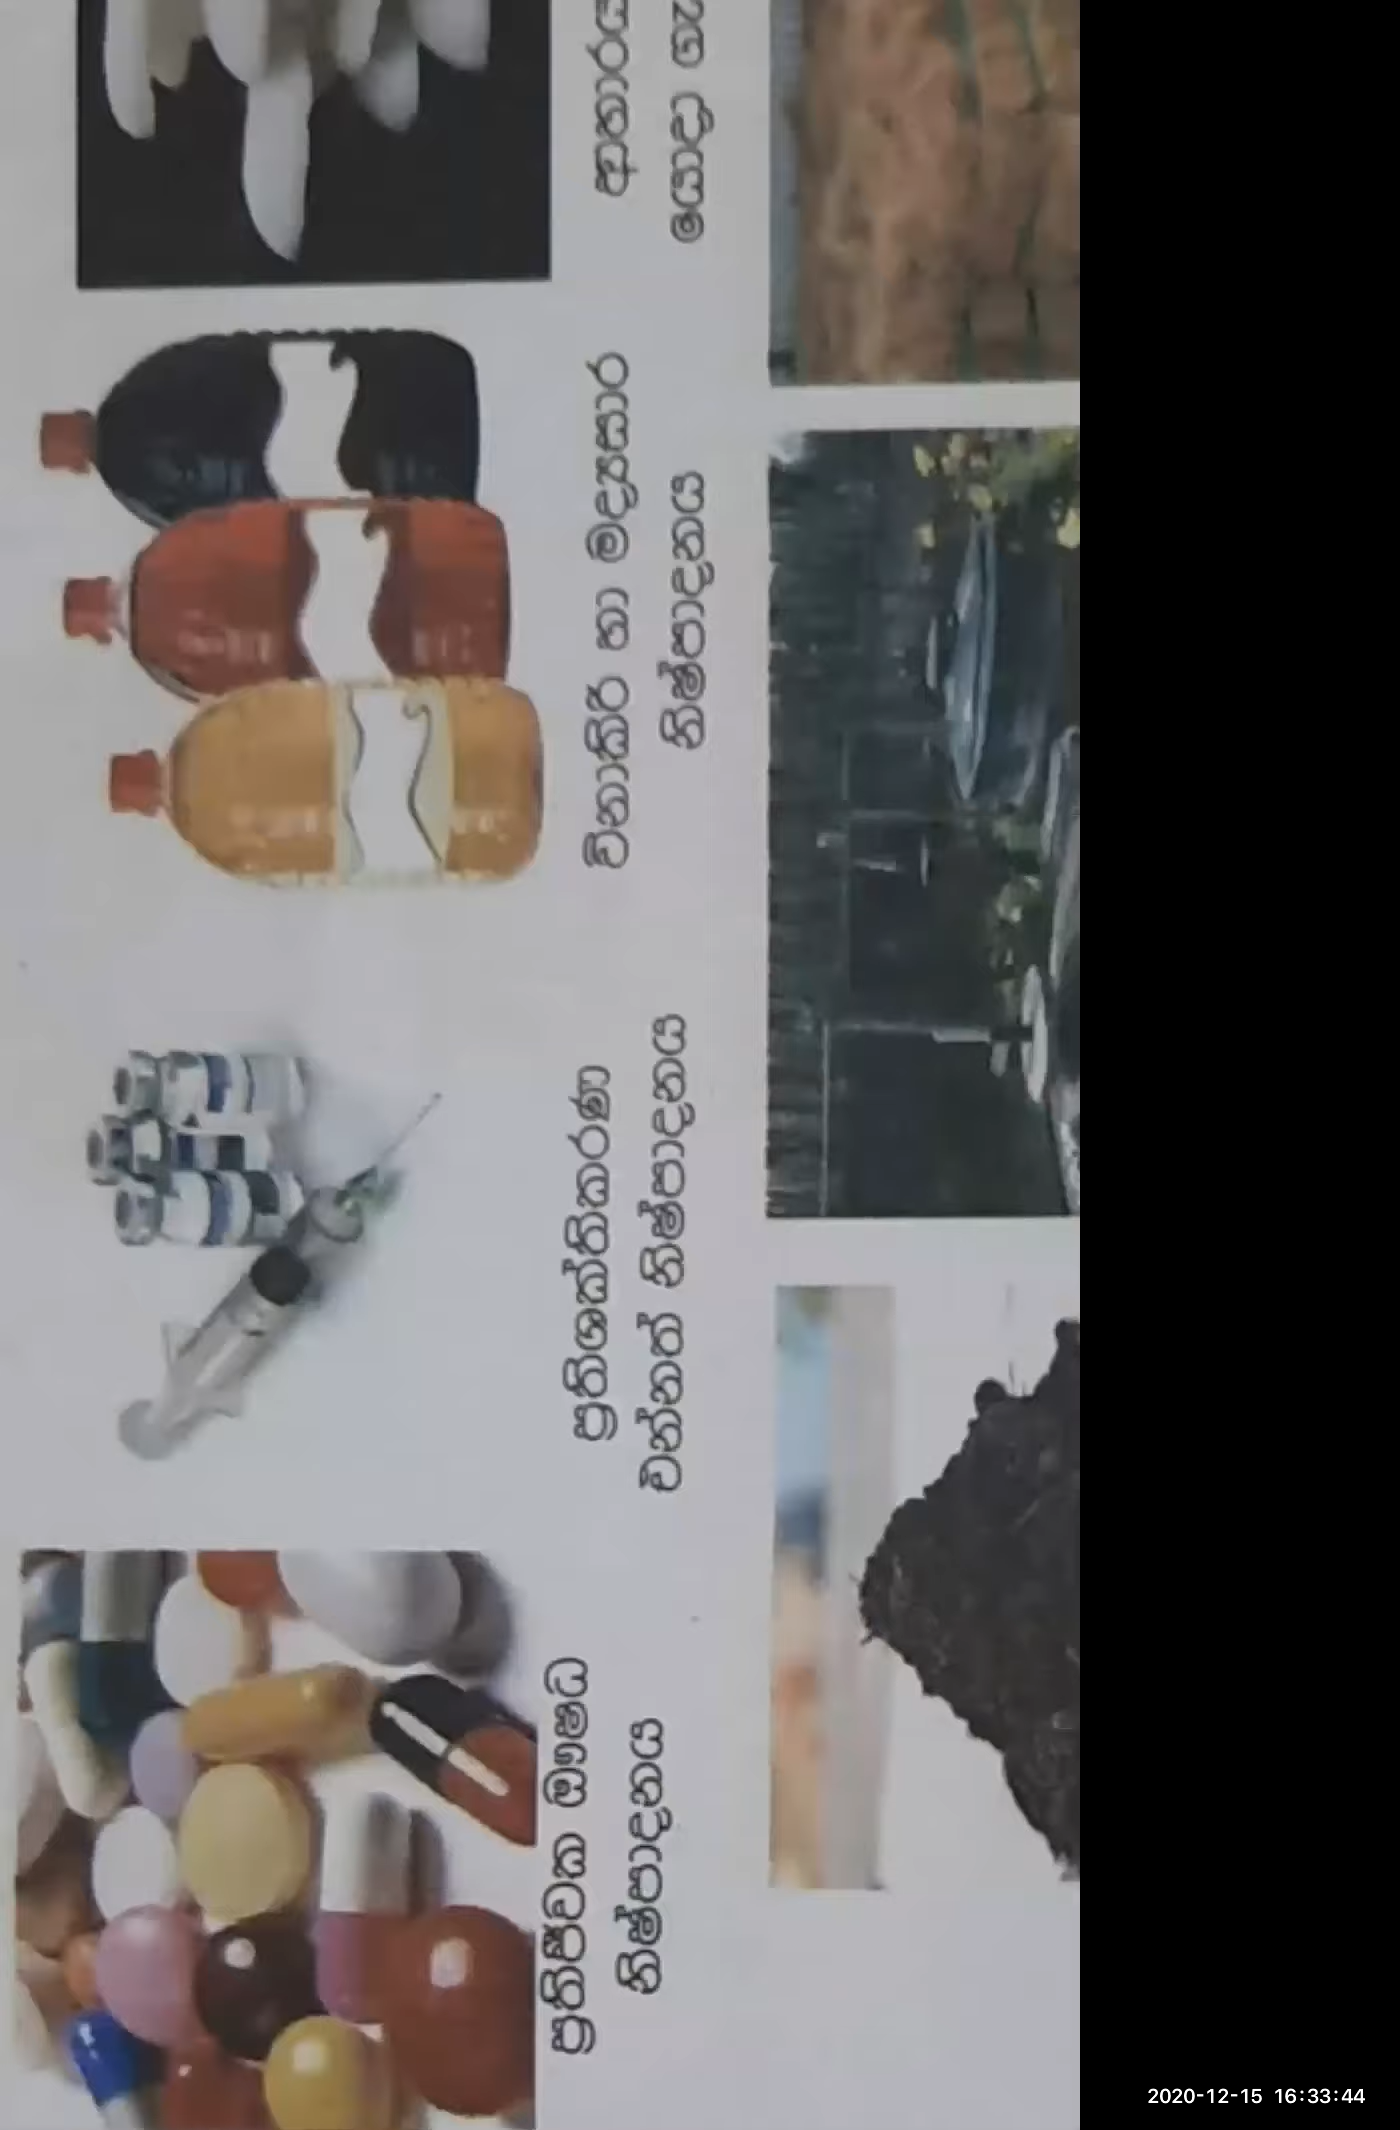 ප්‍රතිජීවක ඖෂධ
නිෂ්පාදනය
ප්‍රතිශක්තිකරණ
එන්නත් නිෂ්පාදනය
විනාකිරි හා මද්‍යසාර
නිෂ්පාදනය
යොදා
2020-12-15 16:33:44